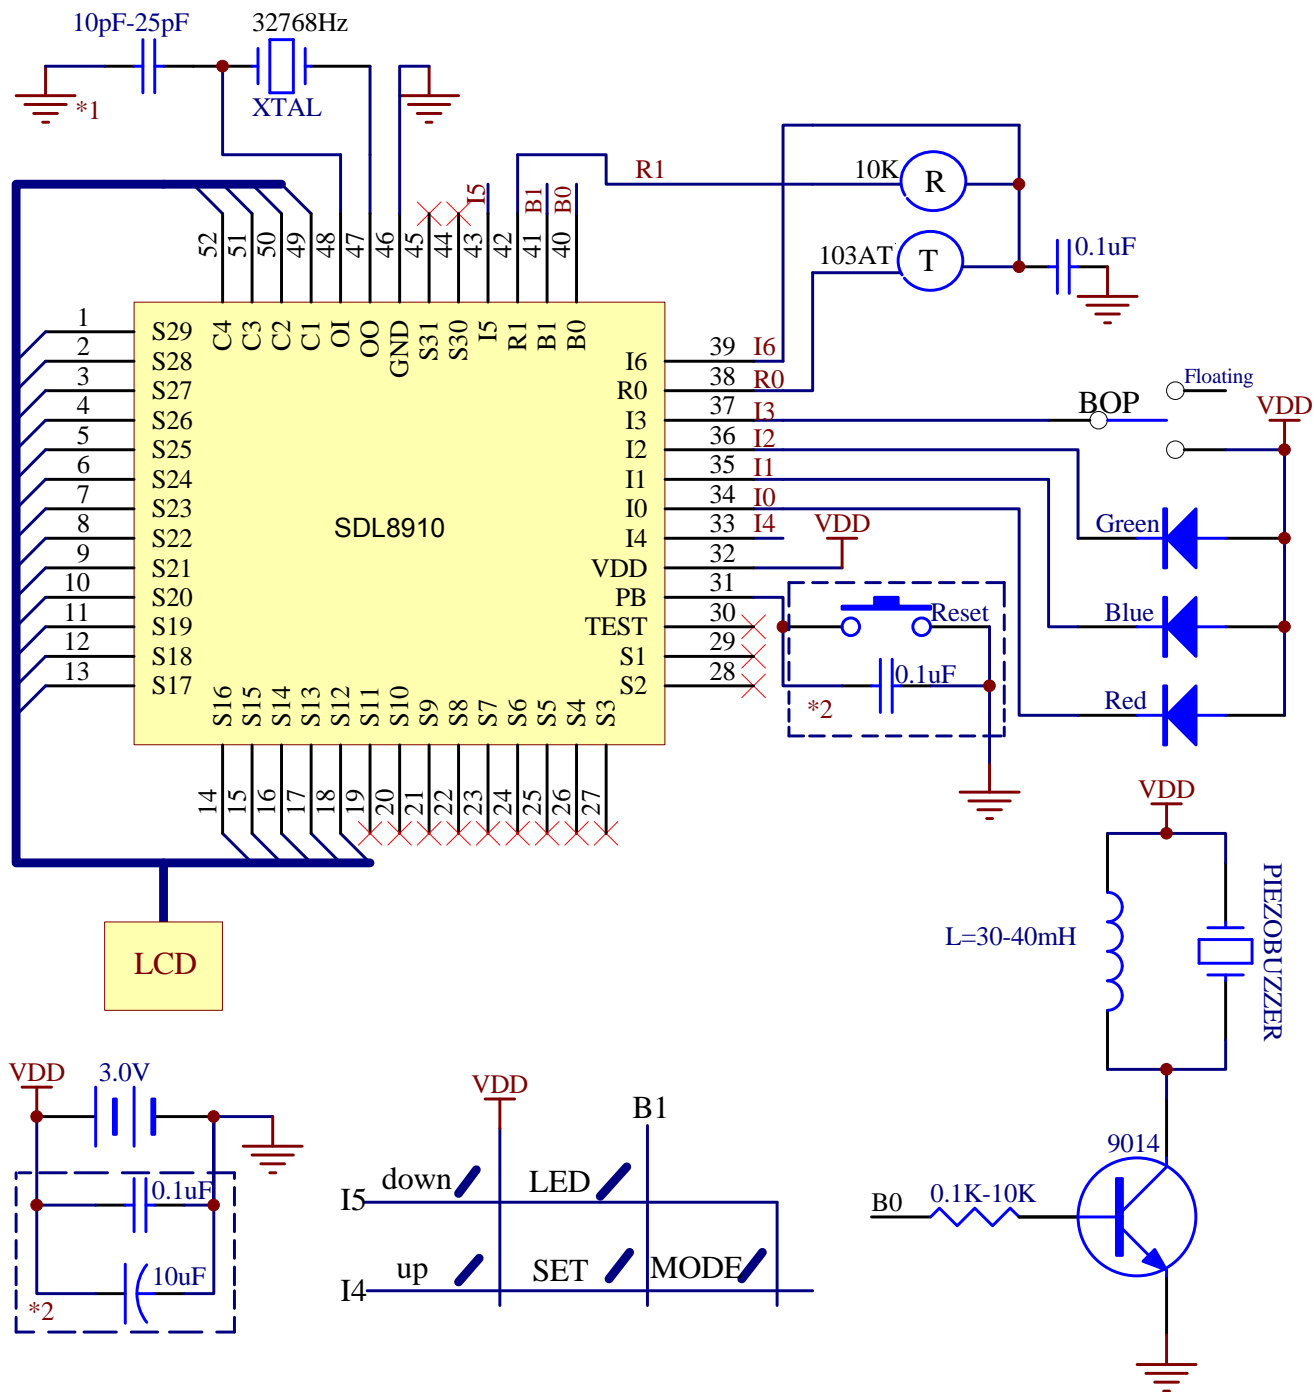 10pF-25pF
32768Hz
*1
XTAL
I5
B1
B0
R1
10K
R
103AT
T
0.1uF
52
51
50
49
48
47
46
45
44
43
42
41
40
C4
C3
C2
C1
OI
OO
GND
S31
S30
I5
R1
B1
B0
1 S29
2 S28
3 S27
4 S26
5 S25
6 S24
7 S23
8 S22
9 S21
10 S20
11 S19
12 S18
13 S17
SDL8910
I6 39 I6
R0 38 R0
I3 37 I3
I2 36 I2
I1 35 I1
I0 34 I0
I4 33 I4
VDD 32
PB 31
TEST 30
S1 29
S2 28
VDD
BOP
Floating
VDD
Green
Blue
Red
Reset
0.1uF
*2
S16
S15
S14
S13
S12
S11
S10
S9
S8
S7
S6
S5
S4
S3
14
15
16
17
18
19
20
21
22
23
24
25
26
27
LCD
VDD
L=30-40mH
PIEZOBUZZER
9014
B0
0.1K-10K
VDD
3.0V
0.1uF
10uF
*2
VDD
B1
down
LED
I5
up
SET
MODE
I4